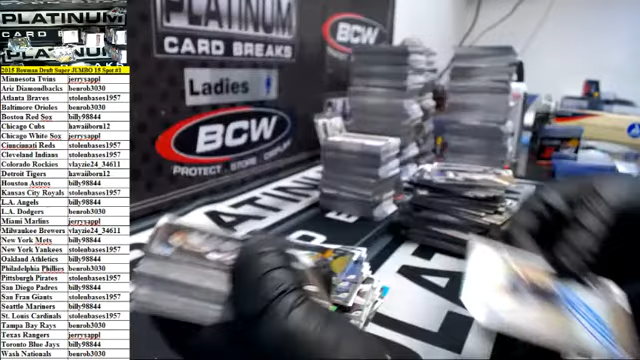 PLATINUM
CARD BREAKS
Ladies
BCW
BCW
PROTECT. STORE. DISPLAY.
2015 Bowman Draft Super JUMBO 15 Spot #1
Minnesota Twins jerrysappl
Ariz Diamondbacks benrob3030
Atlanta Braves stolenbases1957
Baltimore Orioles benrob3030
Boston Red Sox billy98844
Chicago Cubs hawaiiborn12
Chicago White Sox jerrysappl
Cincinnati Reds stolenbases1957
Cleveland Indians stolenbases1957
Colorado Rockies vlayzie24_34611
Detroit Tigers hawaiiborn12
Houston Astros billy98844
Kansas City Royals stolenbases1957
L.A. Angels billy98844
L.A. Dodgers benrob3030
Miami Marlins jerrysappl
Milwaukee Brewers vlayzie24_34611
New York Mets billy98844
New York Yankees stolenbases1957
Oakland Athletics billy98844
Philadelphia Phillies benrob3030
Pittsburgh Pirates stolenbases1957
San Diego Padres billy98844
San Fran Giants stolenbases1957
Seattle Mariners billy98844
St. Louis Cardinals stolenbases1957
Tampa Bay Rays benrob3030
Texas Rangers jerrysappl
Toronto Blue Jays billy98844
Wash Nationals benrob3030